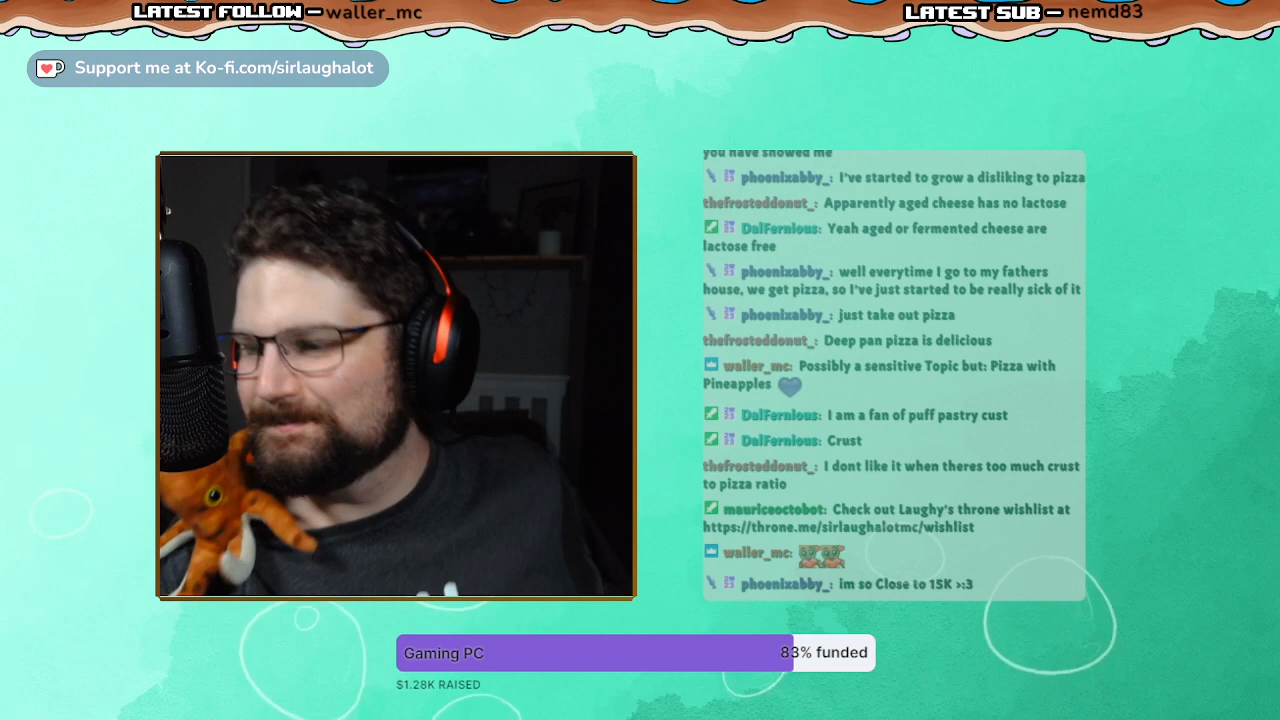 LATEST FOLLOW – waller_mc
LATEST SUB – nemd83
Support me at Ko-fi.com/sirlaughalot
you have showed me
phoenixabby_: I've started to grow a disliking to pizza
thefrosteddonut_: Apparently aged cheese has no lactose
DalFernious: Yeah aged or fermented cheese are
lactose free
phoenixabby_: well everytime I go to my fathers
house, we get pizza, so I've just started to be really sick of it
phoenixabby_: just take out pizza
thefrosteddonut_: Deep pan pizza is delicious
waller_mc: Possibly a sensitive Topic but: Pizza with
Pineapples
DalFernious: I am a fan of puff pastry cust
DalFernious: Crust
thefrosteddonut_: I dont like it when theres too much crust
to pizza ratio
mauriceoctobot: Check out Laughy's throne wishlist at
https://throne.me/sirlaughalotmc/wishlist
waller_mc:
phoenixabby_: im so Close to 15K >:3
Gaming PC
83% funded
$1.28K RAISED